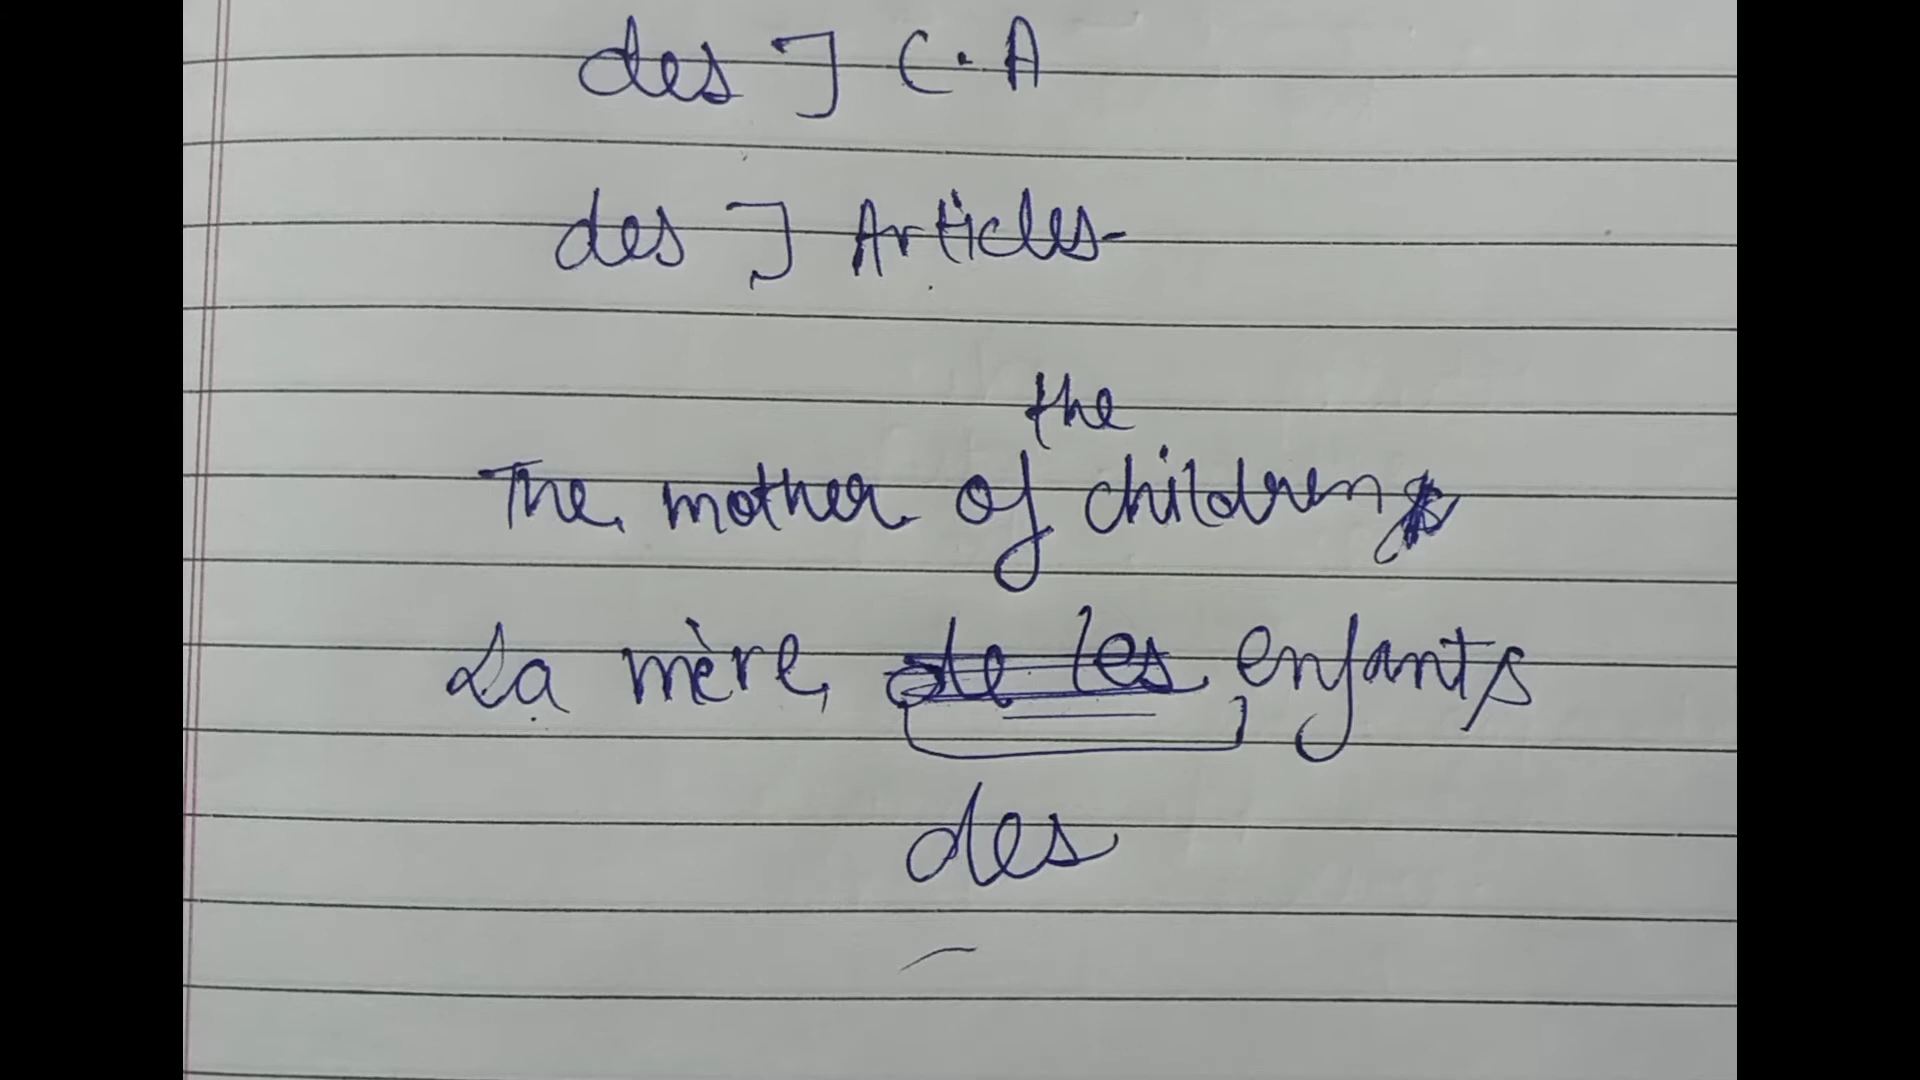 des ] C.A
des ] Articles-
the
The mother of children
La mère de les enfants
des